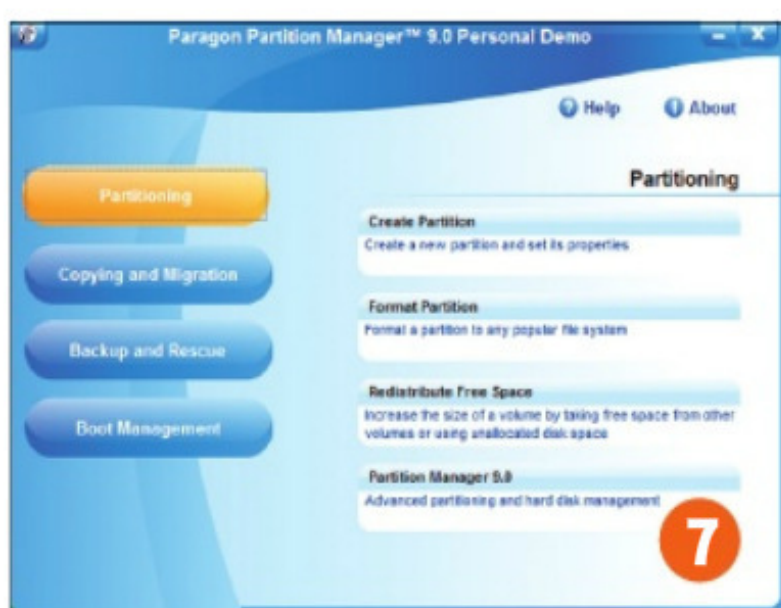 Paragon Partition Manager™ 9.0 Personal Demo
Help
About
Partitioning
Partitioning
Copying and Migration
Backup and Rescue
Boot Management
Create Partition
Create a new partition and set its properties
Format Partition
Format a partition to any popular file system
Redistribute Free Space
Increase the size of a volume by taking free space from other
volumes or using unallocated disk space
Partition Manager 9.0
Advanced partitioning and hard disk management
7